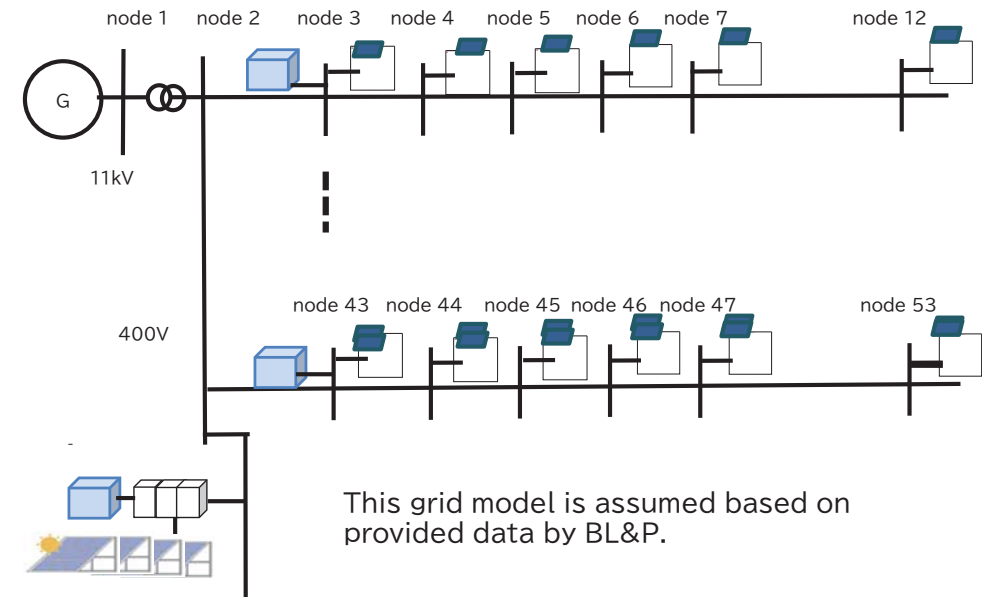 node 1
node 2
node 3
node 4
node 5
node 6
node 7
node 12
G
11kV
node 43
node 44
node 45
node 46
node 47
node 53
400V
-
This grid model is assumed based on
provided data by BL&P.